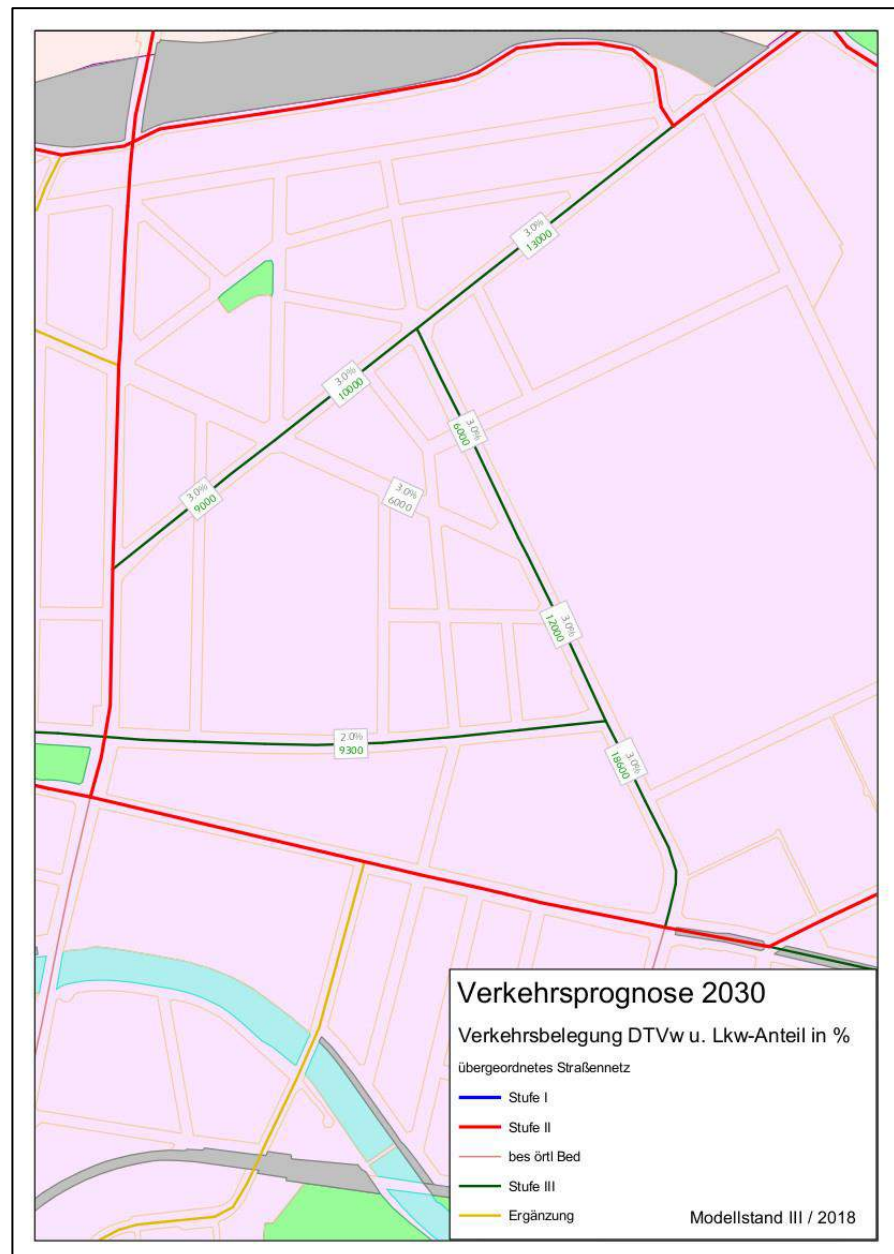 3.0%
13000
3.0%
10000
3.0%
6000
3.0%
9000
3.0%
6000
3.0%
12000
2.0%
9300
3.0%
18600
Verkehrsprognose 2030
Verkehrsbelegung DTVw u. Lkw-Anteil in %
übergeordnetes Straßennetz
Stufe I
Stufe II
bes örtl Bed
Stufe III
Ergänzung
Modellstand III / 2018